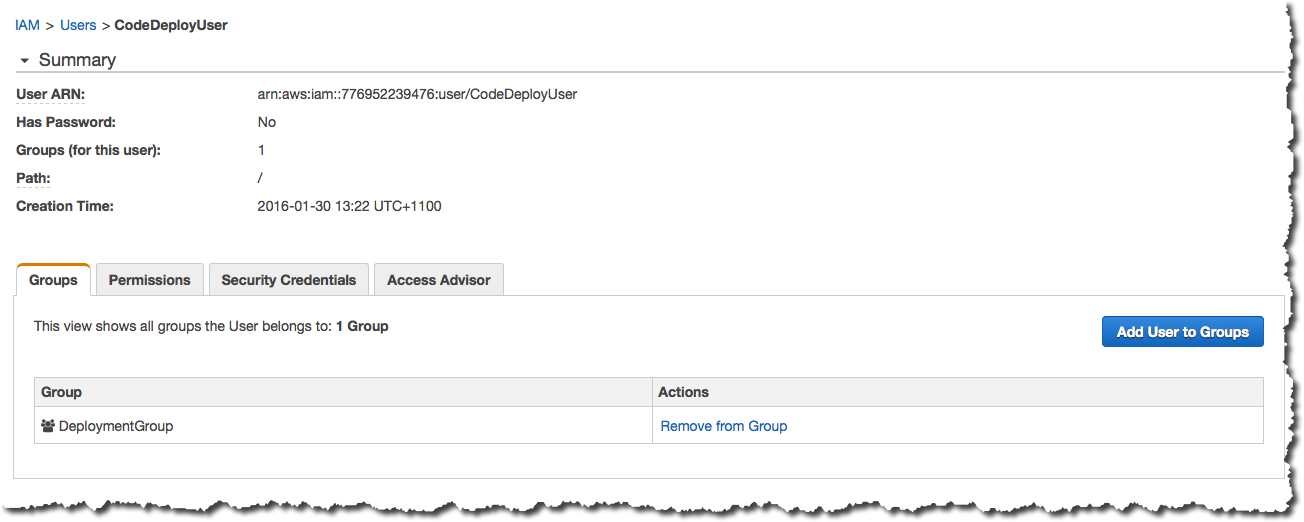 IAM > Users > CodeDeployUser
Summary
User ARN: arn:aws:iam::776952239476:user/CodeDeployUser
Has Password: No
Groups (for this user): 1
Path: /
Creation Time: 2016-01-30 13:22 UTC+1100
Groups Permissions Security Credentials Access Advisor
This view shows all groups the User belongs to: 1 Group
Add User to Groups
Group Actions
DeploymentGroup Remove from Group